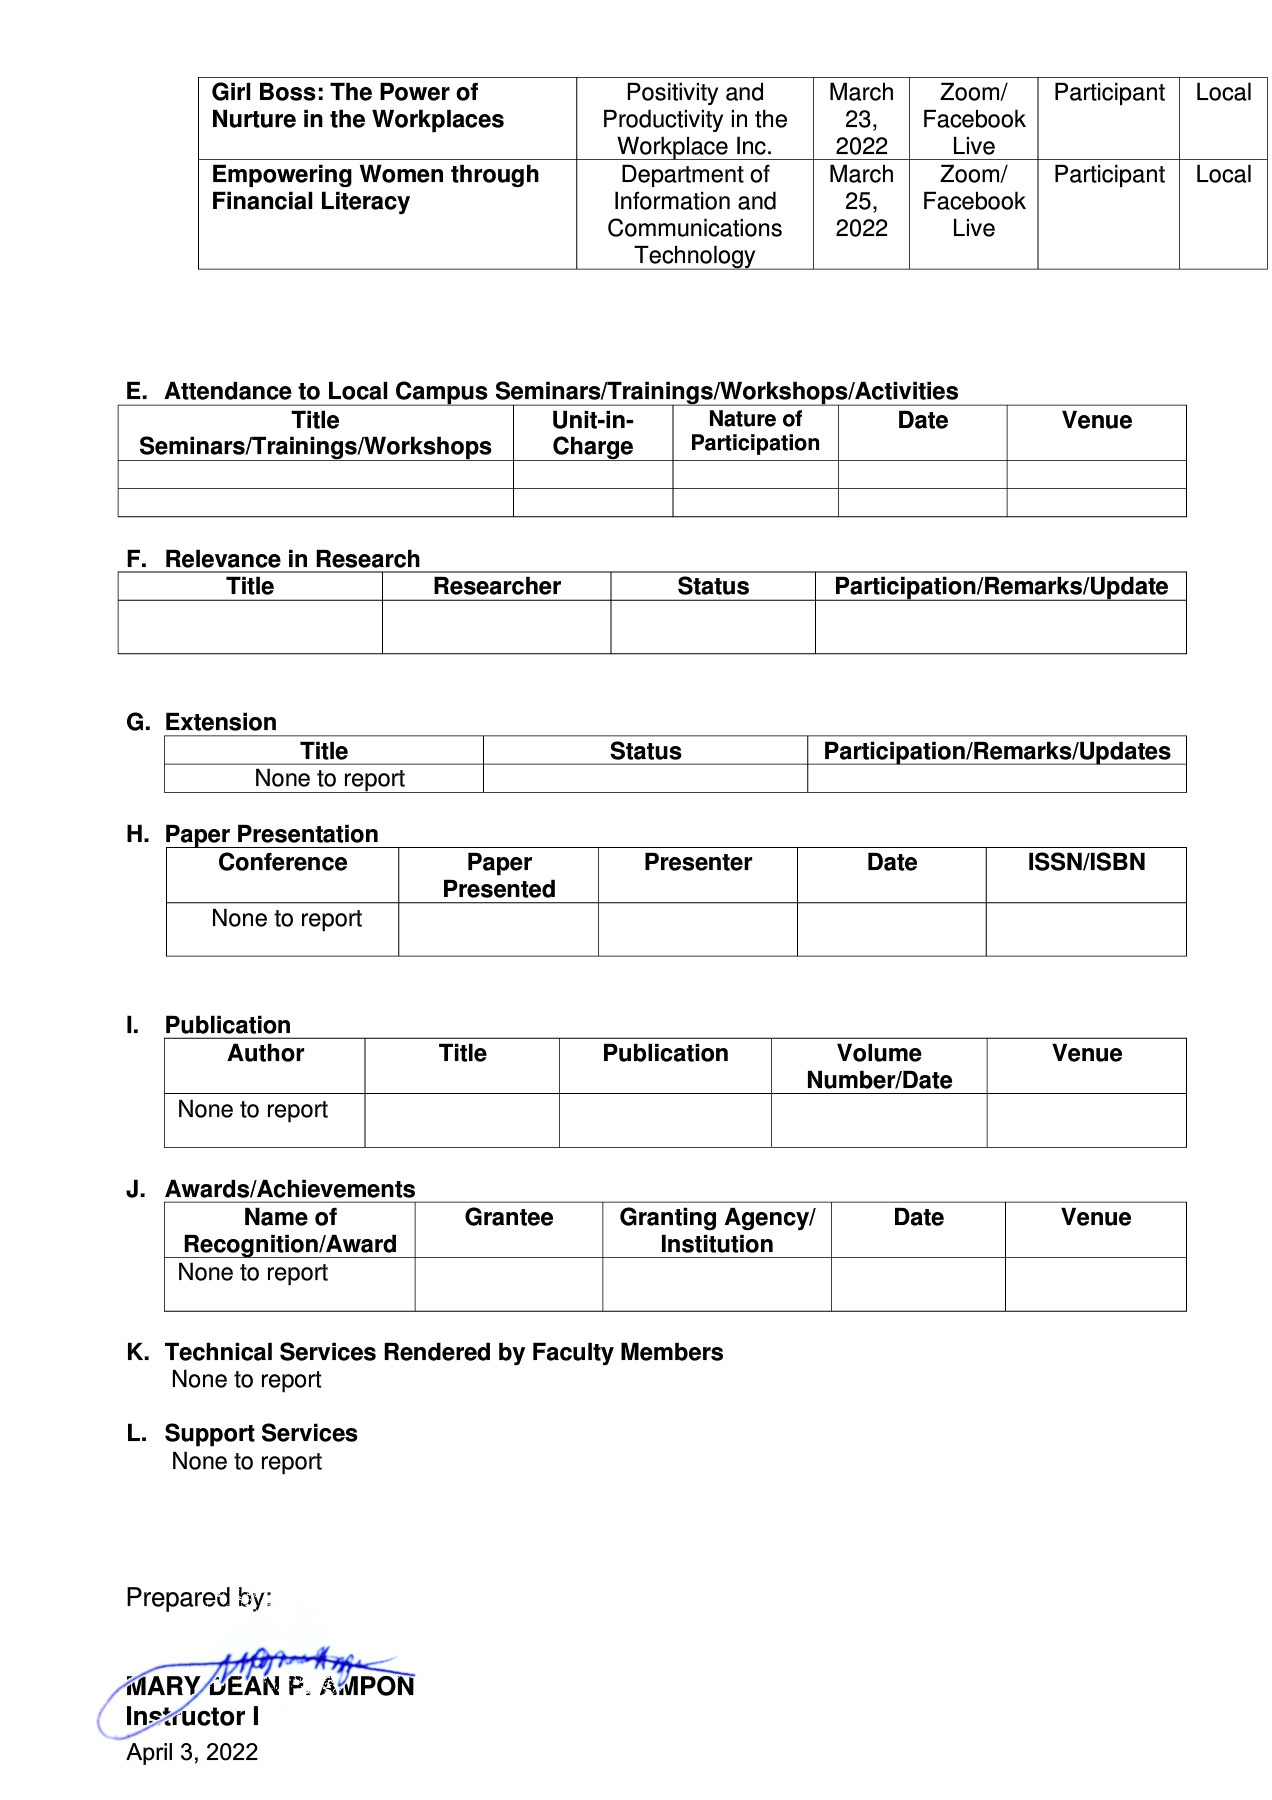 Girl Boss: The Power of Nurture in the Workplaces | Positivity and Productivity in the Workplace Inc. | March 23, 2022 | Zoom/ Facebook Live | Participant | Local
Empowering Women through Financial Literacy | Department of Information and Communications Technology | March 25, 2022 | Zoom/ Facebook Live | Participant | Local
E. Attendance to Local Campus Seminars/Trainings/Workshops/Activities
Title Seminars/Trainings/Workshops | Unit-in-Charge | Nature of Participation | Date | Venue
F. Relevance in Research
Title | Researcher | Status | Participation/Remarks/Update
G. Extension
Title | Status | Participation/Remarks/Updates
None to report
H. Paper Presentation
Conference | Paper Presented | Presenter | Date | ISSN/ISBN
None to report
I. Publication
Author | Title | Publication | Volume Number/Date | Venue
None to report
J. Awards/Achievements
Name of Recognition/Award | Grantee | Granting Agency/ Institution | Date | Venue
None to report
K. Technical Services Rendered by Faculty Members
None to report
L. Support Services
None to report
Prepared by:
MARY DEAN P. AMPON
Instructor I
April 3, 2022